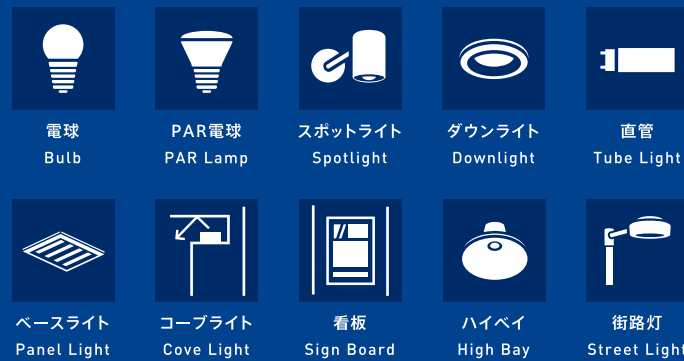 電球
Bulb
PAR電球
PAR Lamp
スポットライト
Spotlight
ダウンライト
Downlight
直管
Tube Light
ベースライト
Panel Light
コーブライト
Cove Light
看板
Sign Board
ハイベイ
High Bay
街路灯
Street Light